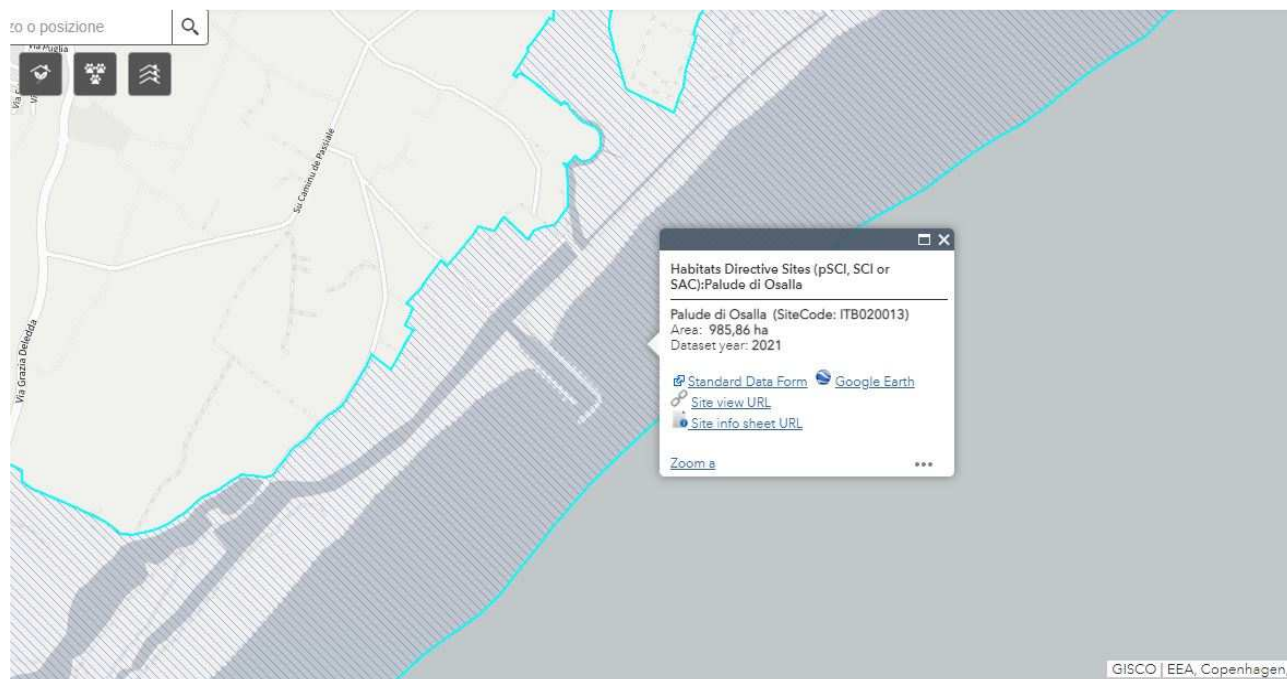 zo o posizione
Via Puglia
Su Caminu de Passiale
Via Grazia Deledda
Habitats Directive Sites (pSCI, SCI or
SAC):Palude di Osalla
Palude di Osalla (SiteCode: ITB020013)
Area: 985,86 ha
Dataset year: 2021
Standard Data Form Google Earth
Site view URL
Site info sheet URL
Zoom a
GISCO | EEA, Copenhagen